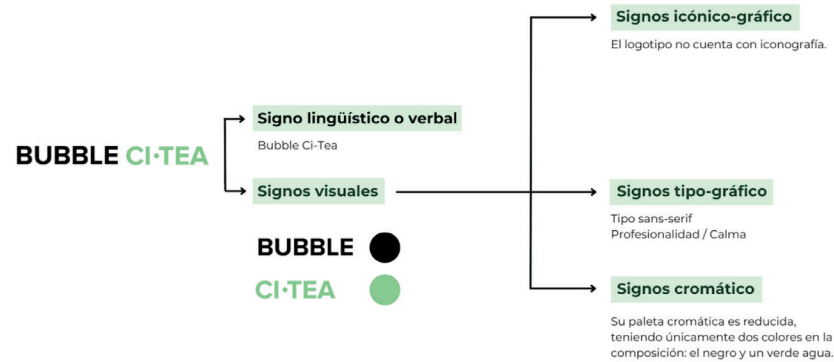 BUBBLE CI·TEA
Signo lingüístico o verbal
Bubble Ci-Tea
Signos visuales
BUBBLE
CI·TEA
Signos icónico-gráfico
El logotipo no cuenta con iconografía.
Signos tipo-gráfico
Tipo sans-serif
Profesionalidad / Calma
Signos cromático
Su paleta cromática es reducida,
teniendo únicamente dos colores en la
composición: el negro y un verde agua.